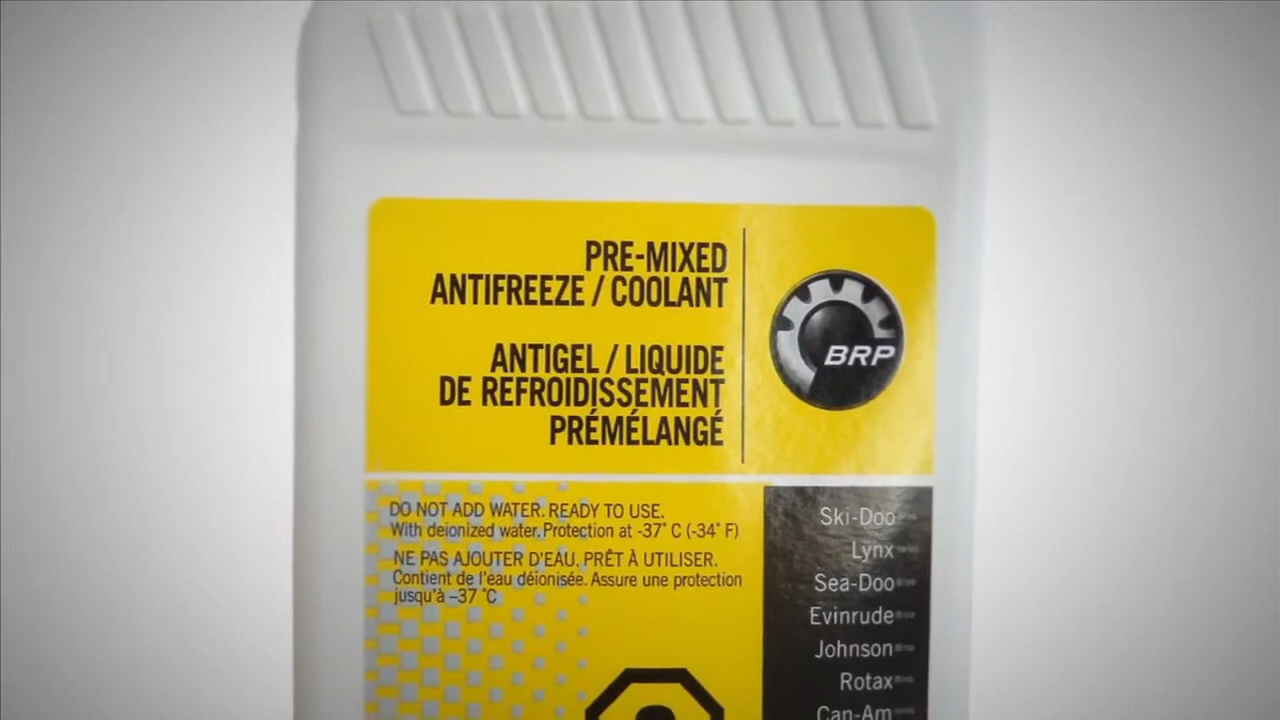 PRE-MIXED
ANTIFREEZE / COOLANT
ANTIGEL / LIQUIDE
DE REFROIDISSEMENT
PRÉMÉLANGÉ
BRP
DO NOT ADD WATER. READY TO USE.
With deionized water. Protection at -37° C (-34° F)
NE PAS AJOUTER D'EAU. PRÊT À UTILISER.
Contient de l'eau déionisée. Assure une protection
jusqu'à –37 °C
Ski-Doo
Lynx
Sea-Doo
Evinrude
Johnson
Rotax
Can-Am